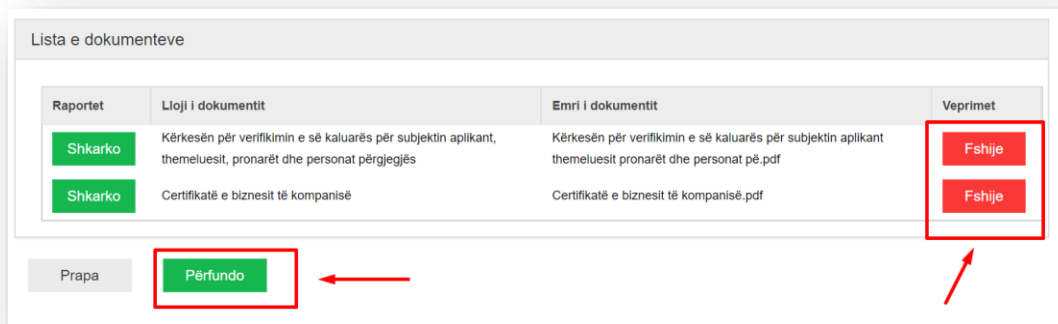 Lista e dokumenteve
Raportet Lloji i dokumentit Emri i dokumentit Veprimet
Shkarko
Kërkesën për verifikimin e së kaluarës për subjektin aplikant,
themeluesit, pronarët dhe personat përgjegjës
Kërkesën për verifikimin e së kaluarës për subjektin aplikant
themeluesit pronarët dhe personat pë.pdf
Fshije
Shkarko Certifikatë e biznesit të kompanisë Certifikatë e biznesit të kompanisë.pdf Fshije
Prapa Përfundo